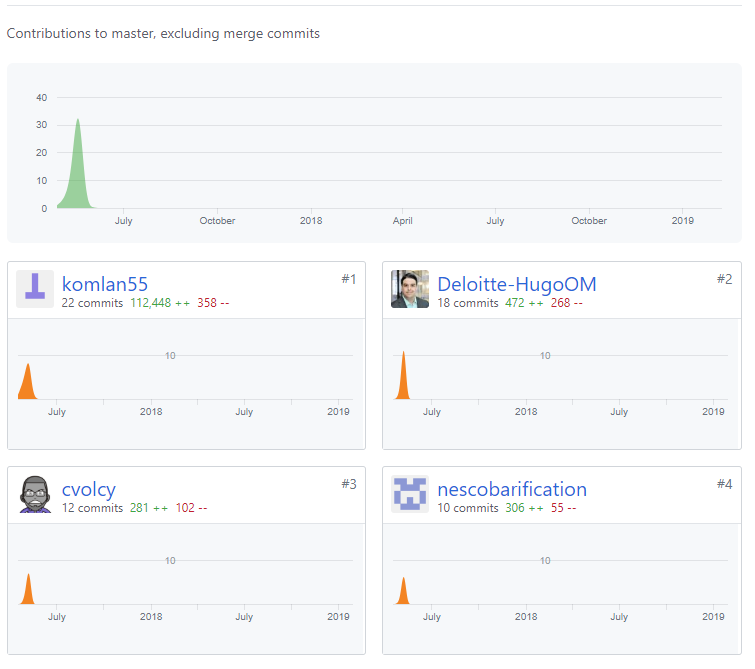 Contributions to master, excluding merge commits
40
30
20
10
0
July October 2018 April July October 2019
komlan55 #1
22 commits 112,448 ++ 358 --
10
July 2018 July 2019
Deloitte-HugoOM #2
18 commits 472 ++ 268 --
10
July 2018 July 2019
cvolcy #3
12 commits 281 ++ 102 --
10
July 2018 July 2019
nescobarification #4
10 commits 306 ++ 55 --
10
July 2018 July 2019